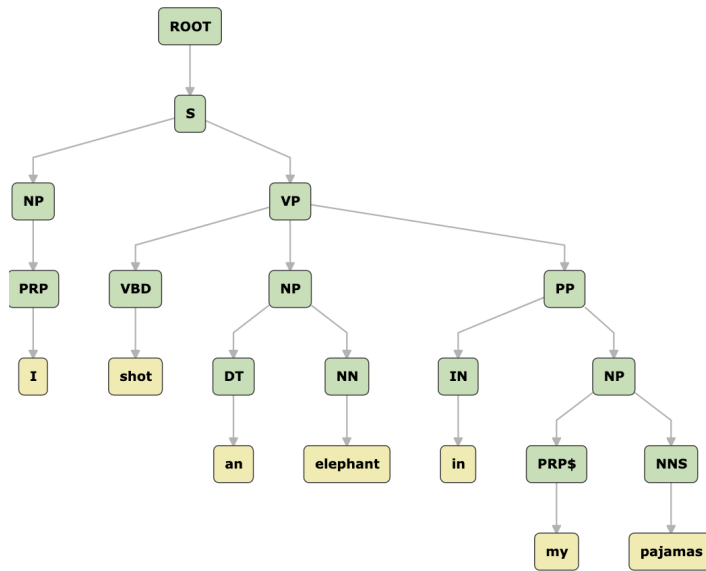 ROOT
S
NP VP
PRP VBD NP PP
I shot DT NN IN NP
an elephant in PRP$ NNS
my pajamas